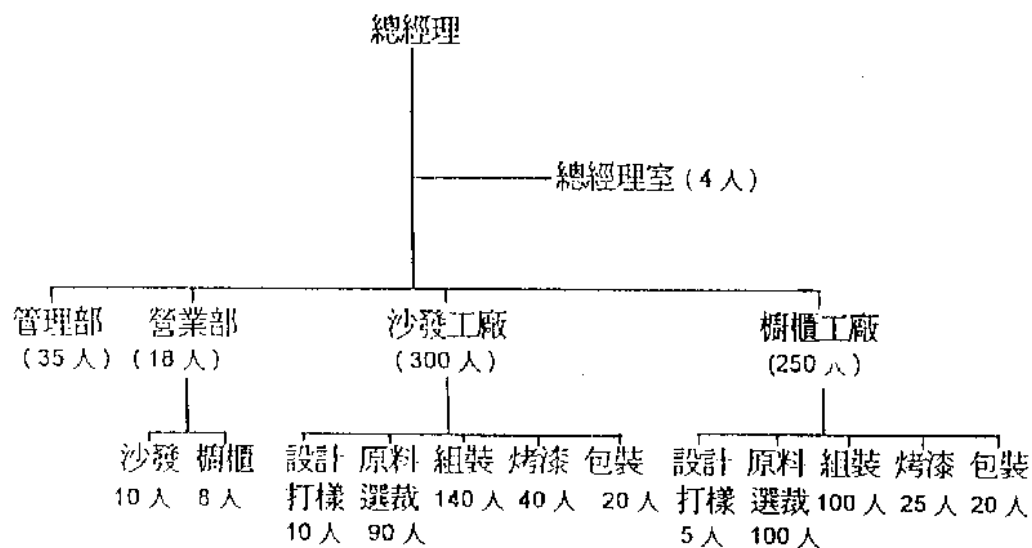 總經理
總經理室(4人)
管理部 營業部 沙發工廠 櫥櫃工廠
(35人) (18人) (300人) (250人)
沙發 櫥櫃 設計 原料 組裝 烤漆 包裝 設計 原料 組裝 烤漆 包裝
10人 8人 打樣 選裁 140人 40人 20人 打樣 選裁 100人 25人 20人
10人 90人 5人 100人